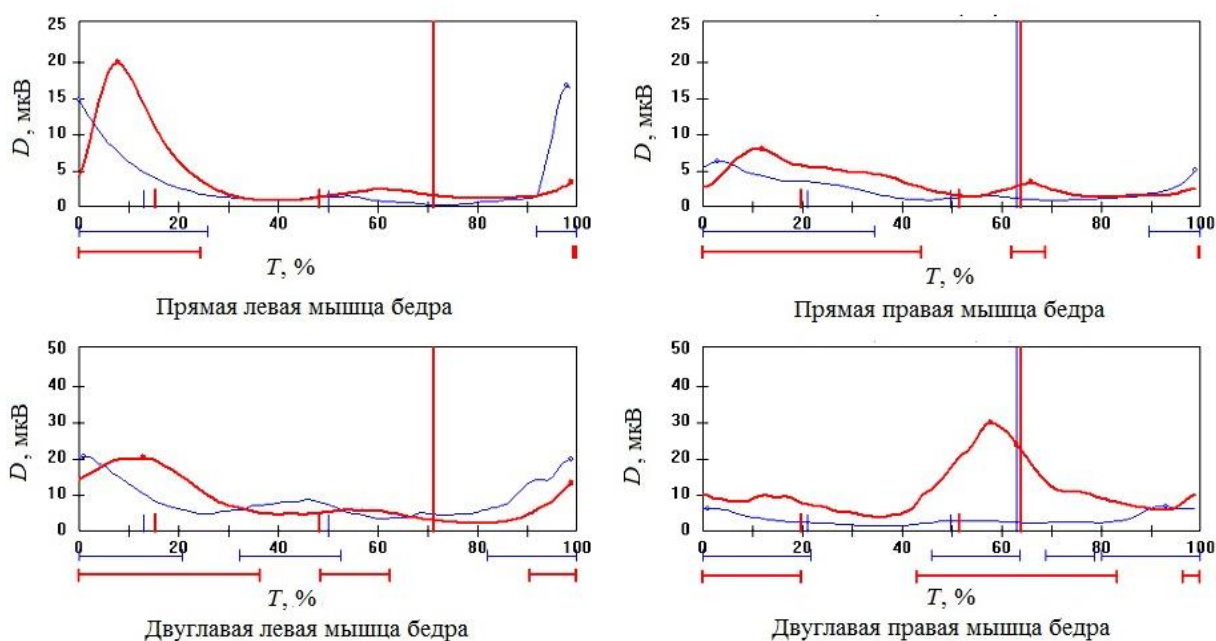 25
20
15
10
5
0
D, мкВ
0 20 40 60 80 100
T, %
Прямая левая мышца бедра
25
20
15
10
5
0
D, мкВ
0 20 40 60 80 100
T, %
Прямая правая мышца бедра
50
40
30
20
10
0
D, мкВ
0 20 40 60 80 100
T, %
Двуглавая левая мышца бедра
50
40
30
20
10
0
D, мкВ
0 20 40 60 80 100
T, %
Двуглавая правая мышца бедра